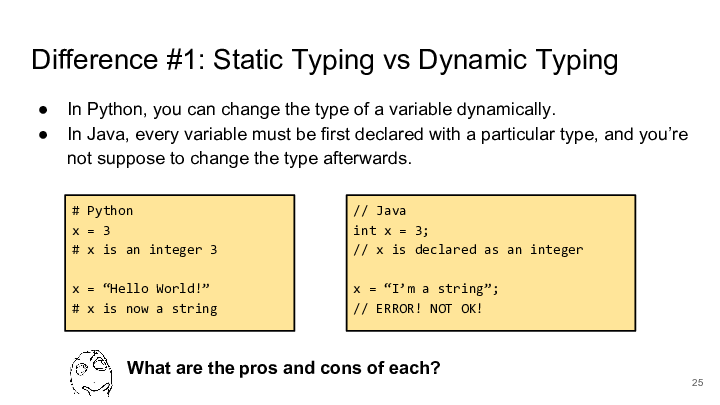 Difference #1: Static Typing vs Dynamic Typing
● In Python, you can change the type of a variable dynamically.
● In Java, every variable must be first declared with a particular type, and you’re
not suppose to change the type afterwards.
# Python
x = 3
# x is an integer 3
x = “Hello World!”
# x is now a string
// Java
int x = 3;
// x is declared as an integer
x = “I’m a string”;
// ERROR! NOT OK!
What are the pros and cons of each?
25